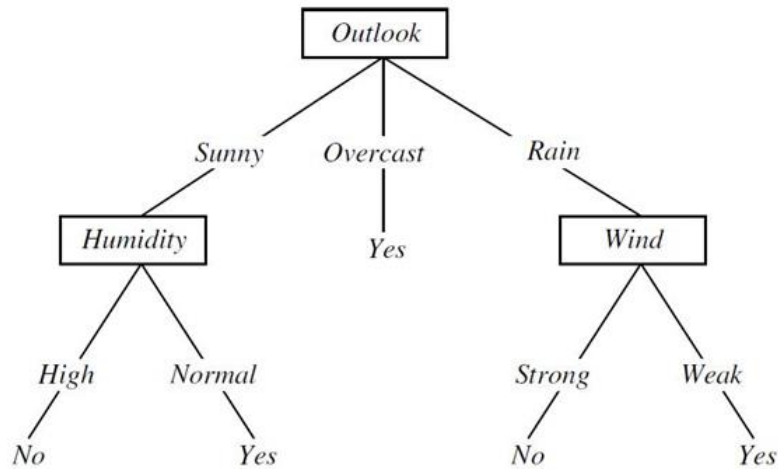 Outlook
Sunny Overcast Rain
Humidity Yes Wind
High Normal Strong Weak
No Yes No Yes